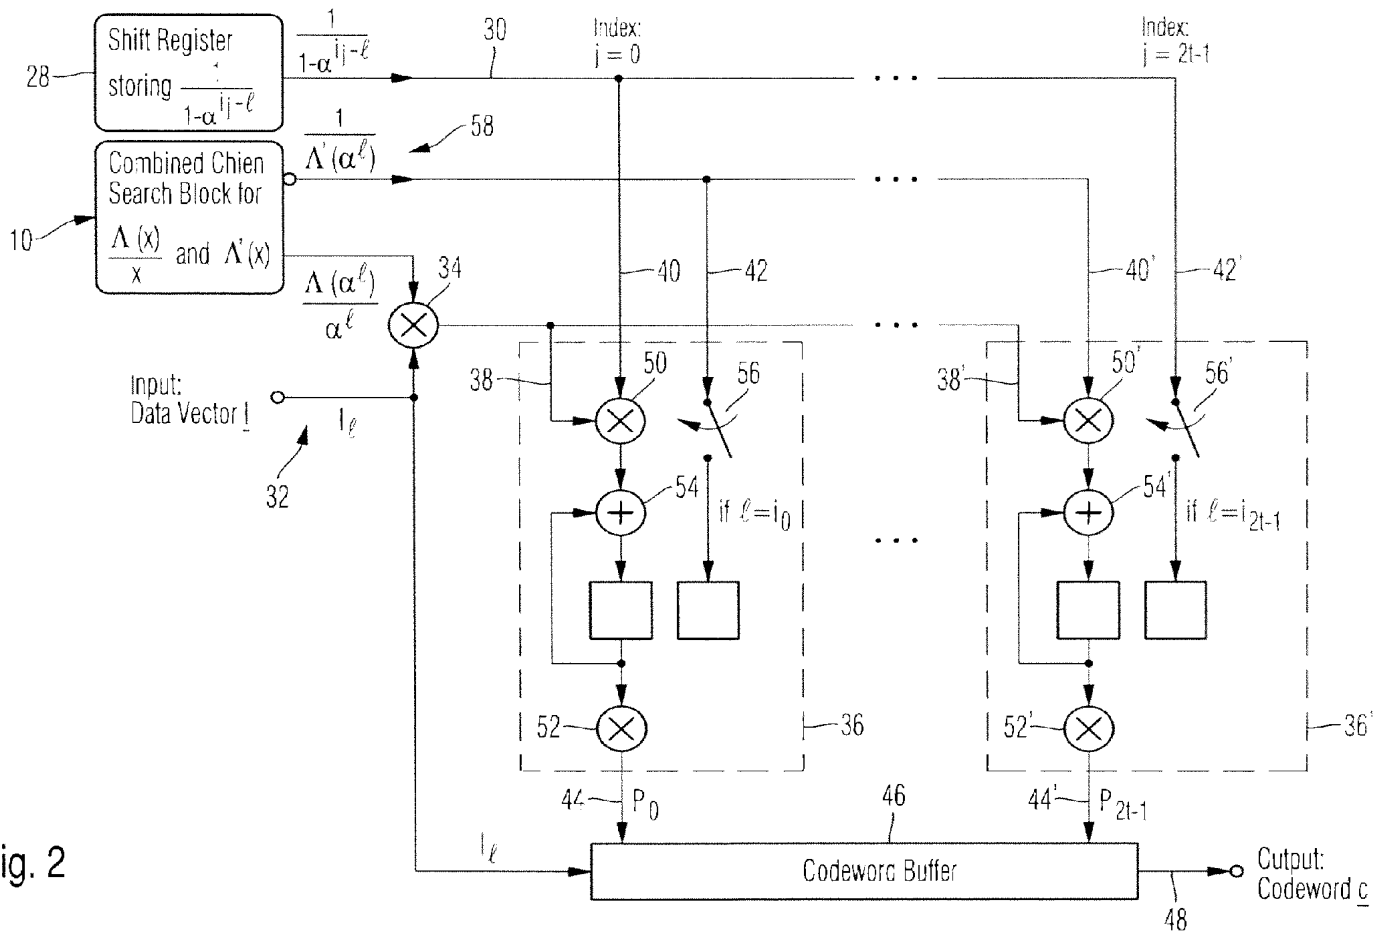 Shift Register
storing 1/(1-α^(i_j-ℓ))
28
1/(1-α^(i_j-ℓ))
30
Index:
j = 0
Index:
j = 2t-1
• • •
1/Λ'(α^ℓ)
58
• • •
Combined Chien
Search Block for
Λ(x)/x and Λ'(x)
10
Λ(α^ℓ)/α^ℓ
34
40
42
40'
42'
• • •
Input:
Data Vector I
I_ℓ
32
38
50
56
38'
50'
56'
54
if ℓ=i_0
54'
if ℓ=i_2t-1
• • •
52
36
52'
36'
44
P_0
46
44'
P_2t-1
I_ℓ
Codeword Buffer
Cutput:
Codeword c
48
ig. 2